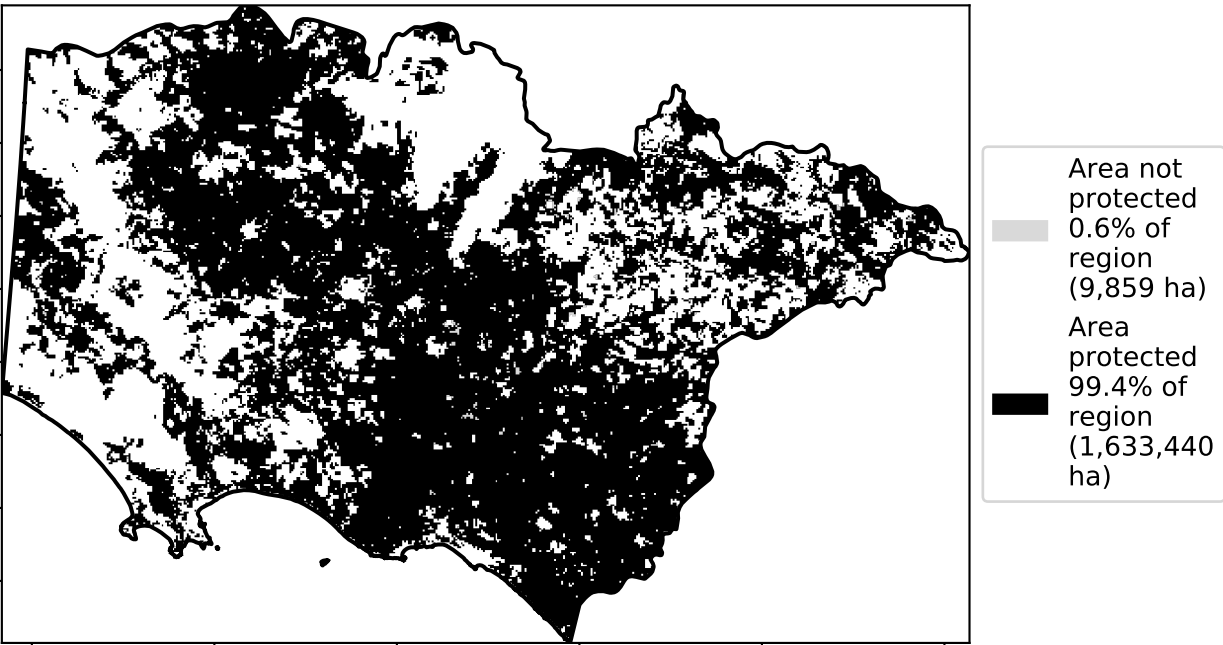 Area not
protected
0.6% of
region
(9,859 ha)
Area
protected
99.4% of
region
(1,633,440
ha)